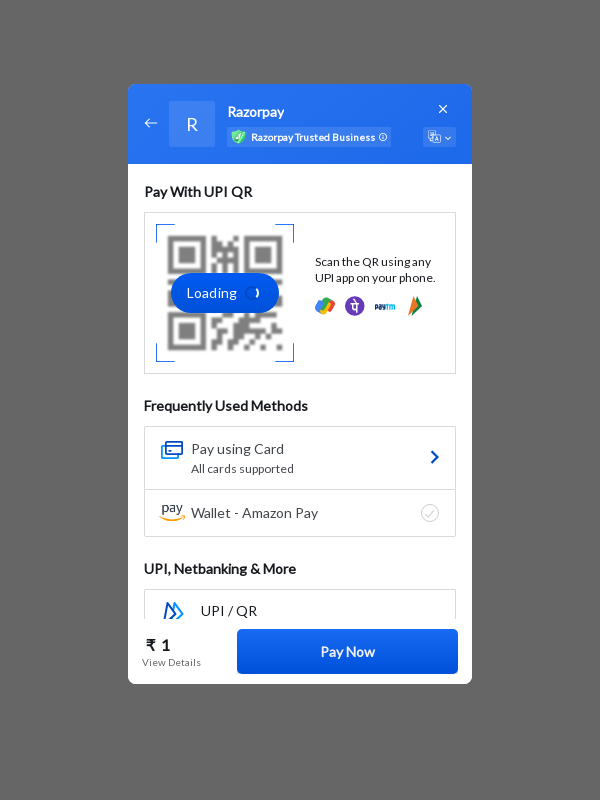 R
Razorpay
Razorpay Trusted Business
Pay With UPI QR
Loading
Scan the QR using any
UPI app on your phone.
पे
paytm
Frequently Used Methods
Pay using Card
All cards supported
pay
Wallet - Amazon Pay
UPI, Netbanking & More
UPI / QR
₹ 1
View Details
Pay Now